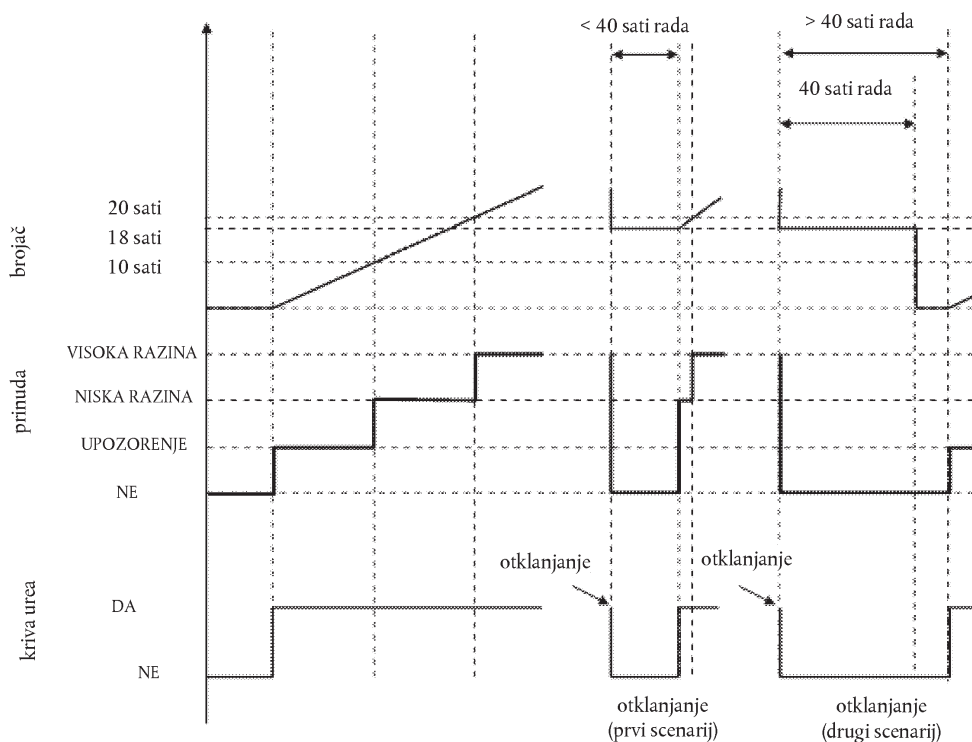 < 40 sati rada
> 40 sati rada
40 sati rada
brojač
20 sati
18 sati
10 sati
prinuda
VISOKA RAZINA
NISKA RAZINA
UPOZORENJE
NE
kriva urea
otklanjanje
otklanjanje
DA
NE
otklanjanje
(prvi scenarij)
otklanjanje
(drugi scenarij)